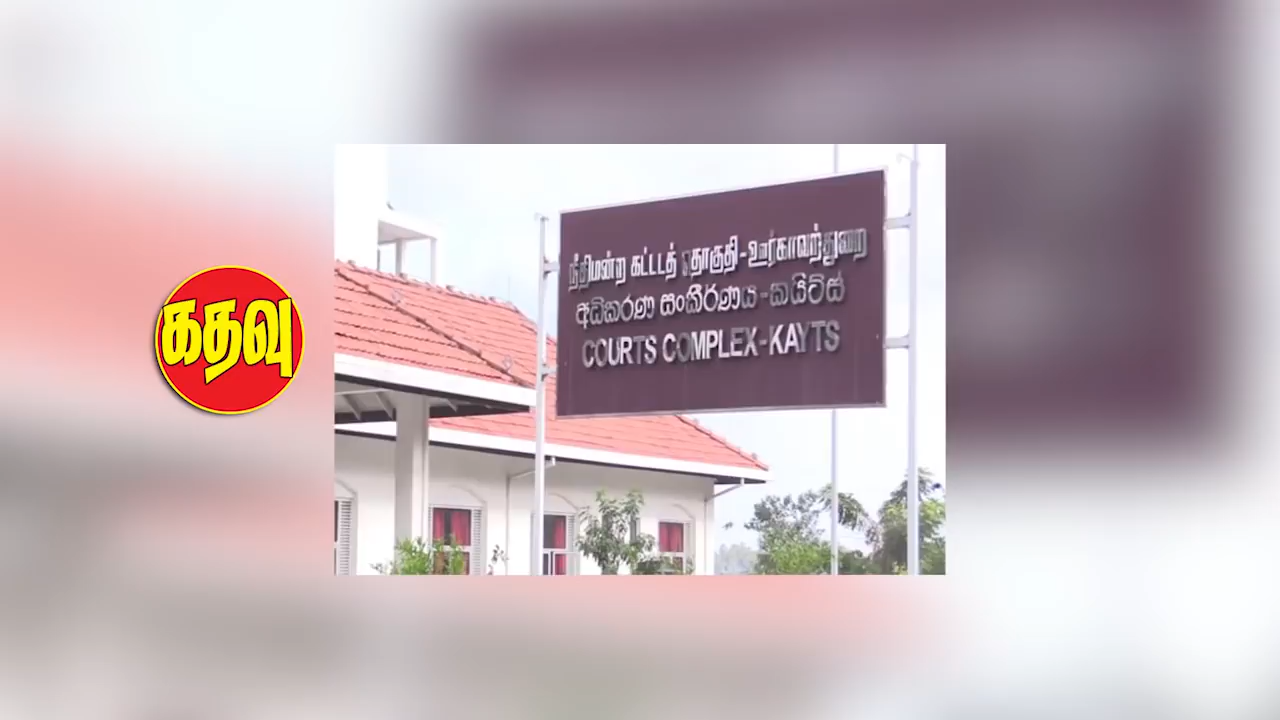 கதவு
நீதிமன்ற கட்டடத் தொகுதி - ஊர்காவற்துறை
අධිකරණ සංකීර්ණය - කයිට්ස්
COURTS COMPLEX - KAYTS